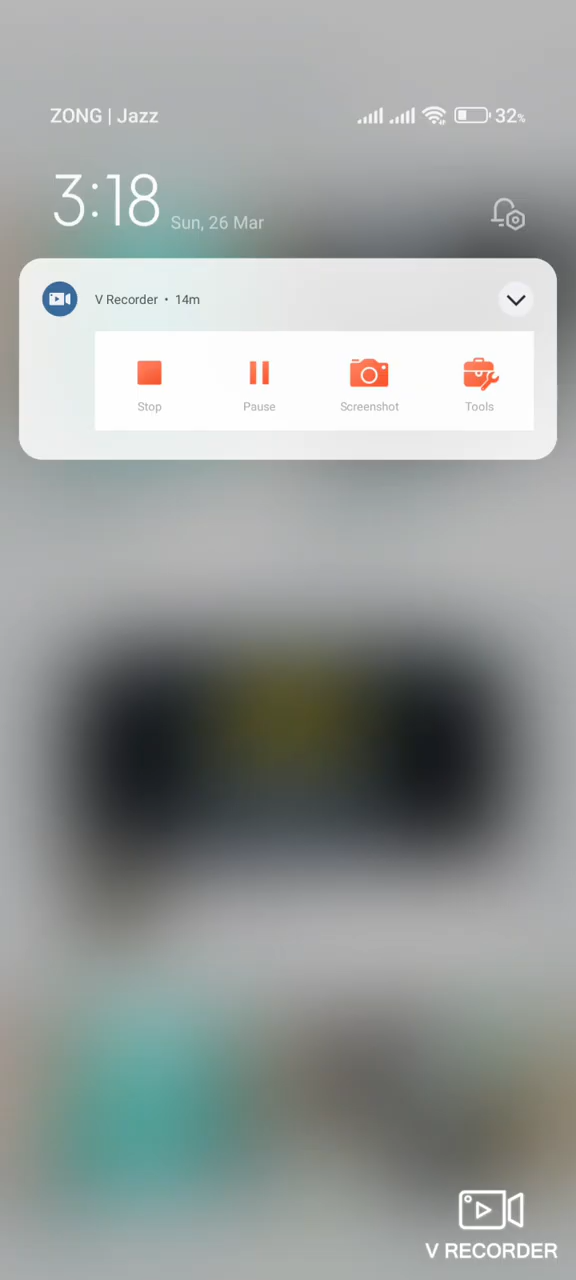 ZONG | Jazz 32%
3:18 Sun, 26 Mar
V Recorder • 14m
Stop Pause Screenshot Tools
V RECORDER